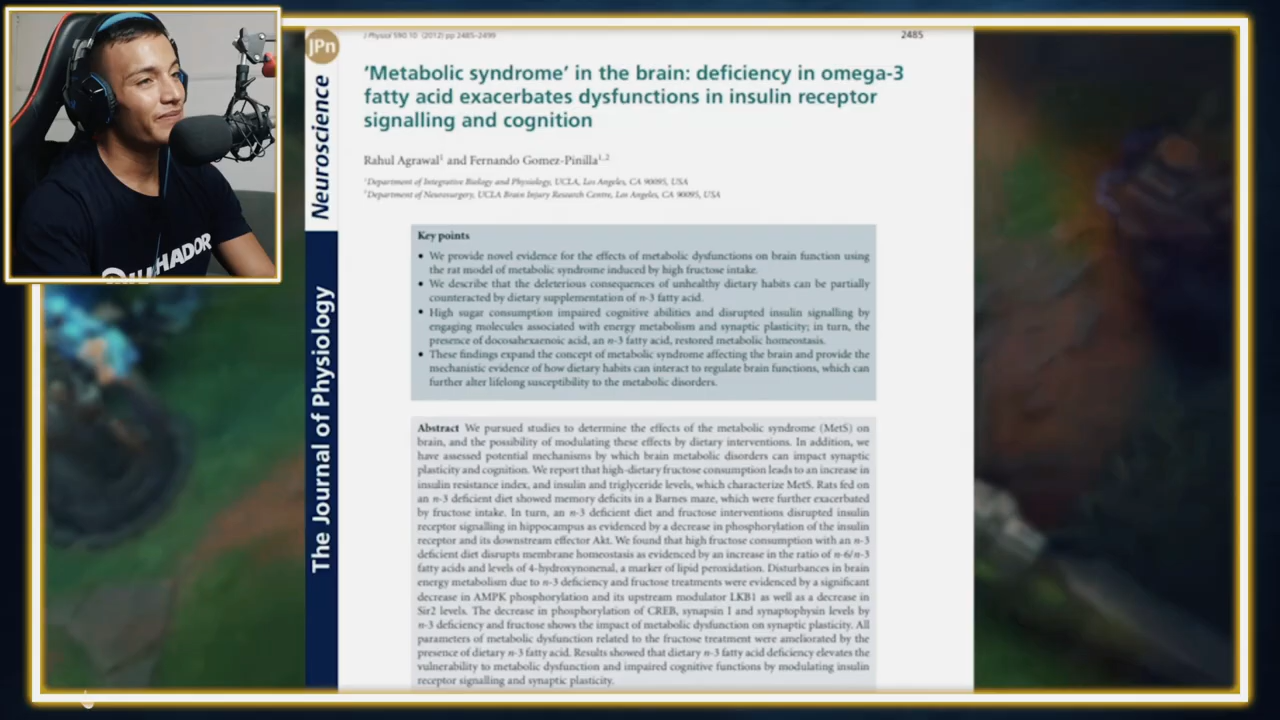 JPn
Neuroscience
The Journal of Physiology
J Physiol 590.10 (2012) pp 2485–2499
2485
‘Metabolic syndrome’ in the brain: deficiency in omega-3
fatty acid exacerbates dysfunctions in insulin receptor
signalling and cognition
Rahul Agrawal1 and Fernando Gomez-Pinilla1,2
1Department of Integrative Biology and Physiology, UCLA, Los Angeles, CA 90095, USA
2Department of Neurosurgery, UCLA Brain Injury Research Centre, Los Angeles, CA 90095, USA
Key points
• We provide novel evidence for the effects of metabolic dysfunctions on brain function using
the rat model of metabolic syndrome induced by high fructose intake.
• We describe that the deleterious consequences of unhealthy dietary habits can be partially
counteracted by dietary supplementation of n-3 fatty acid.
• High sugar consumption impaired cognitive abilities and disrupted insulin signalling by
engaging molecules associated with energy metabolism and synaptic plasticity; in turn, the
presence of docosahexaenoic acid, an n-3 fatty acid, restored metabolic homeostasis.
• These findings expand the concept of metabolic syndrome affecting the brain and provide the
mechanistic evidence of how dietary habits can interact to regulate brain functions, which can
further alter lifelong susceptibility to the metabolic disorders.
Abstract We pursued studies to determine the effects of the metabolic syndrome (MetS) on
brain, and the possibility of modulating these effects by dietary interventions. In addition, we
have assessed potential mechanisms by which brain metabolic disorders can impact synaptic
plasticity and cognition. We report that high-dietary fructose consumption leads to an increase in
insulin resistance index, and insulin and triglyceride levels, which characterize MetS. Rats fed on
an n-3 deficient diet showed memory deficits in a Barnes maze, which were further exacerbated
by fructose intake. In turn, an n-3 deficient diet and fructose interventions disrupted insulin
receptor signalling in hippocampus as evidenced by a decrease in phosphorylation of the insulin
receptor and its downstream effector Akt. We found that high fructose consumption with an n-3
deficient diet disrupts membrane homeostasis as evidenced by an increase in the ratio of n-6/n-3
fatty acids and levels of 4-hydroxynonenal, a marker of lipid peroxidation. Disturbances in brain
energy metabolism due to n-3 deficiency and fructose treatments were evidenced by a significant
decrease in AMPK phosphorylation and its upstream modulator LKB1 as well as a decrease in
Sir2 levels. The decrease in phosphorylation of CREB, synapsin I and synaptophysin levels by
n-3 deficiency and fructose shows the impact of metabolic dysfunction on synaptic plasticity. All
parameters of metabolic dysfunction related to the fructose treatment were ameliorated by the
presence of dietary n-3 fatty acid. Results showed that dietary n-3 fatty acid deficiency elevates the
vulnerability to metabolic dysfunction and impaired cognitive functions by modulating insulin
receptor signalling and synaptic plasticity.